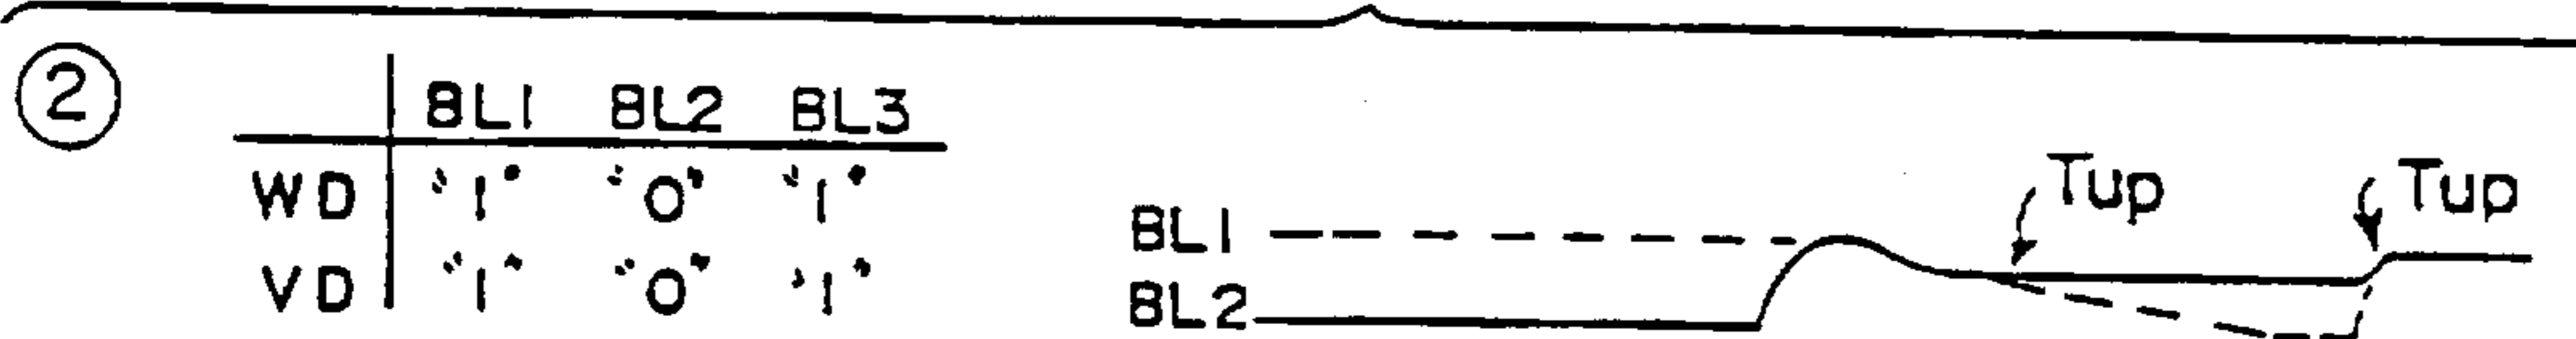 ②
BL1 BL2 BL3
WD "1" "0" "1"
VD "1" "0" "1"
Tup Tup
BL1
BL2